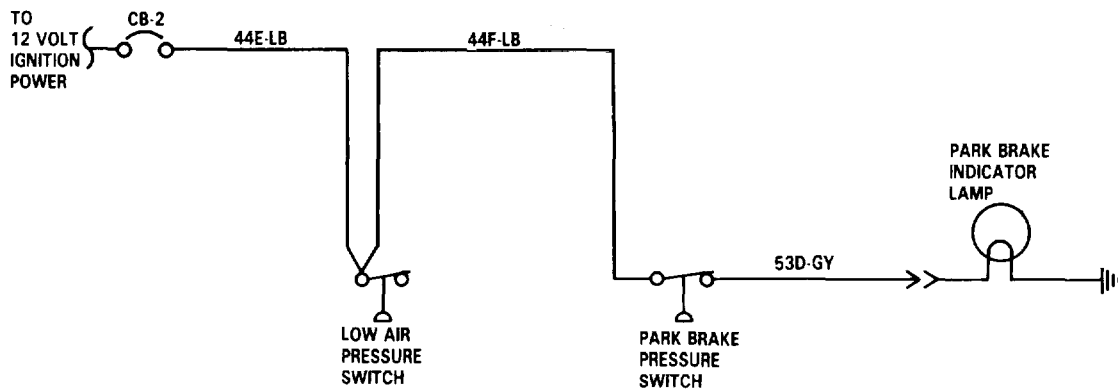 TO
12 VOLT
IGNITION
POWER
CB-2
44E-LB
44F-LB
LOW AIR
PRESSURE
SWITCH
PARK BRAKE
PRESSURE
SWITCH
53D-GY
PARK BRAKE
INDICATOR
LAMP